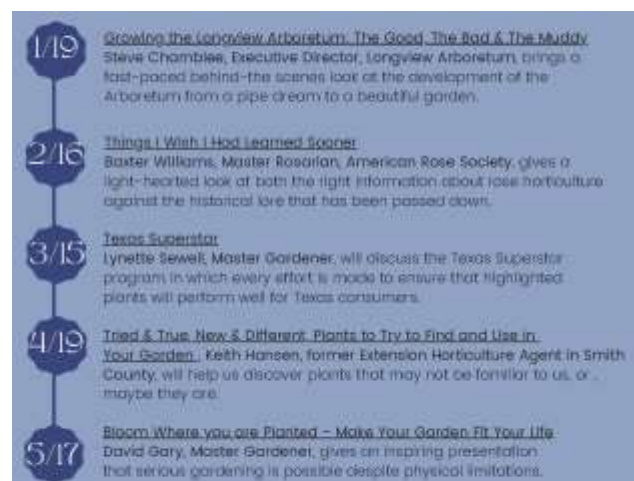 1/19
Growing the Longview Arboretum: The Good, The Bad & The Muddy
Steve Chamblee, Executive Director, Longview Arboretum, brings a
fast-paced behind-the scenes look at the development of the
Arboretum from a pipe dream to a beautiful garden.
2/16
Things I Wish I Had Learned Sooner
Baxter Williams, Master Rosarian, American Rose Society, gives a
light-hearted look at both the right information about rose horticulture
against the historical lore that has been passed down.
3/15
Texas Superstar
Lynette Sewell, Master Gardener, will discuss the Texas Superstar
program in which every effort is made to ensure that highlighted
plants will perform well for Texas consumers.
4/19
Tried & True, New & Different, Plants to Try to Find and Use in
Your Garden , Keith Hansen, former Extension Horticulture Agent in Smith
County, will help us discover plants that may not be familiar to us, or ,
maybe they are.
5/17
Bloom Where you are Planted – Make Your Garden Fit Your Life
David Gary, Master Gardener, gives an inspiring presentation
that serious gardening is possible despite physical limitations.